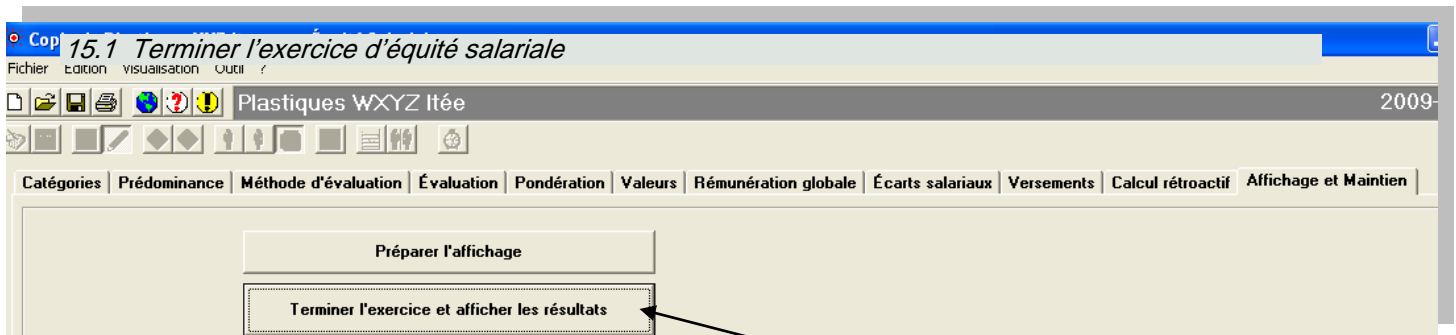 Cop
15.1 Terminer l'exercice d'équité salariale
Fichier Edition Visualisation Outil ?
Plastiques WXYZ ltée 2009-
Catégories Prédominance Méthode d'évaluation Évaluation Pondération Valeurs Rémunération globale Écarts salariaux Versements Calcul rétroactif Affichage et Maintien
Préparer l'affichage
Terminer l'exercice et afficher les résultats